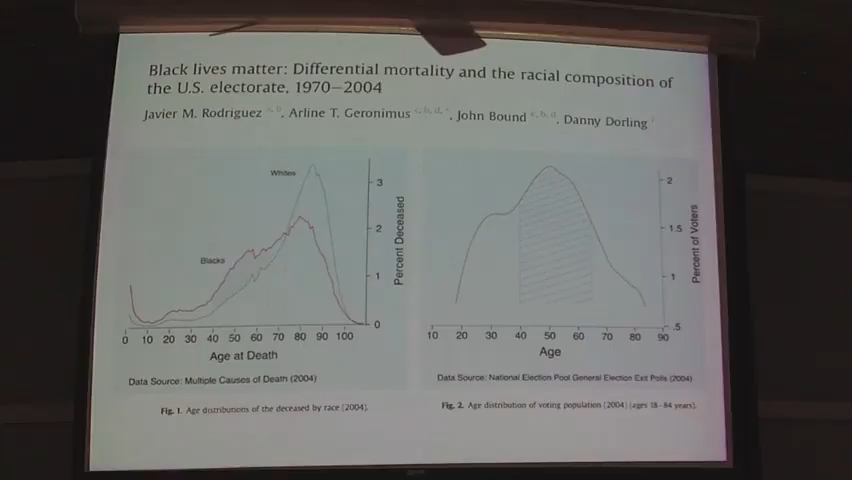 Black lives matter: Differential mortality and the racial composition of
the U.S. electorate, 1970–2004
Javier M. Rodriguez , Arline T. Geronimus , John Bound , Danny Dorling
Whites
Blacks
3
2
1
0
Percent Deceased
0 10 20 30 40 50 60 70 80 90 100
Age at Death
Data Source: Multiple Causes of Death (2004)
Fig. 1. Age distributions of the deceased by race (2004).
2
1.5
1
.5
Percent of Voters
10 20 30 40 50 60 70 80 90
Age
Data Source: National Election Pool General Election Exit Polls (2004)
Fig. 2. Age distribution of voting population (2004) (ages 18–84 years).